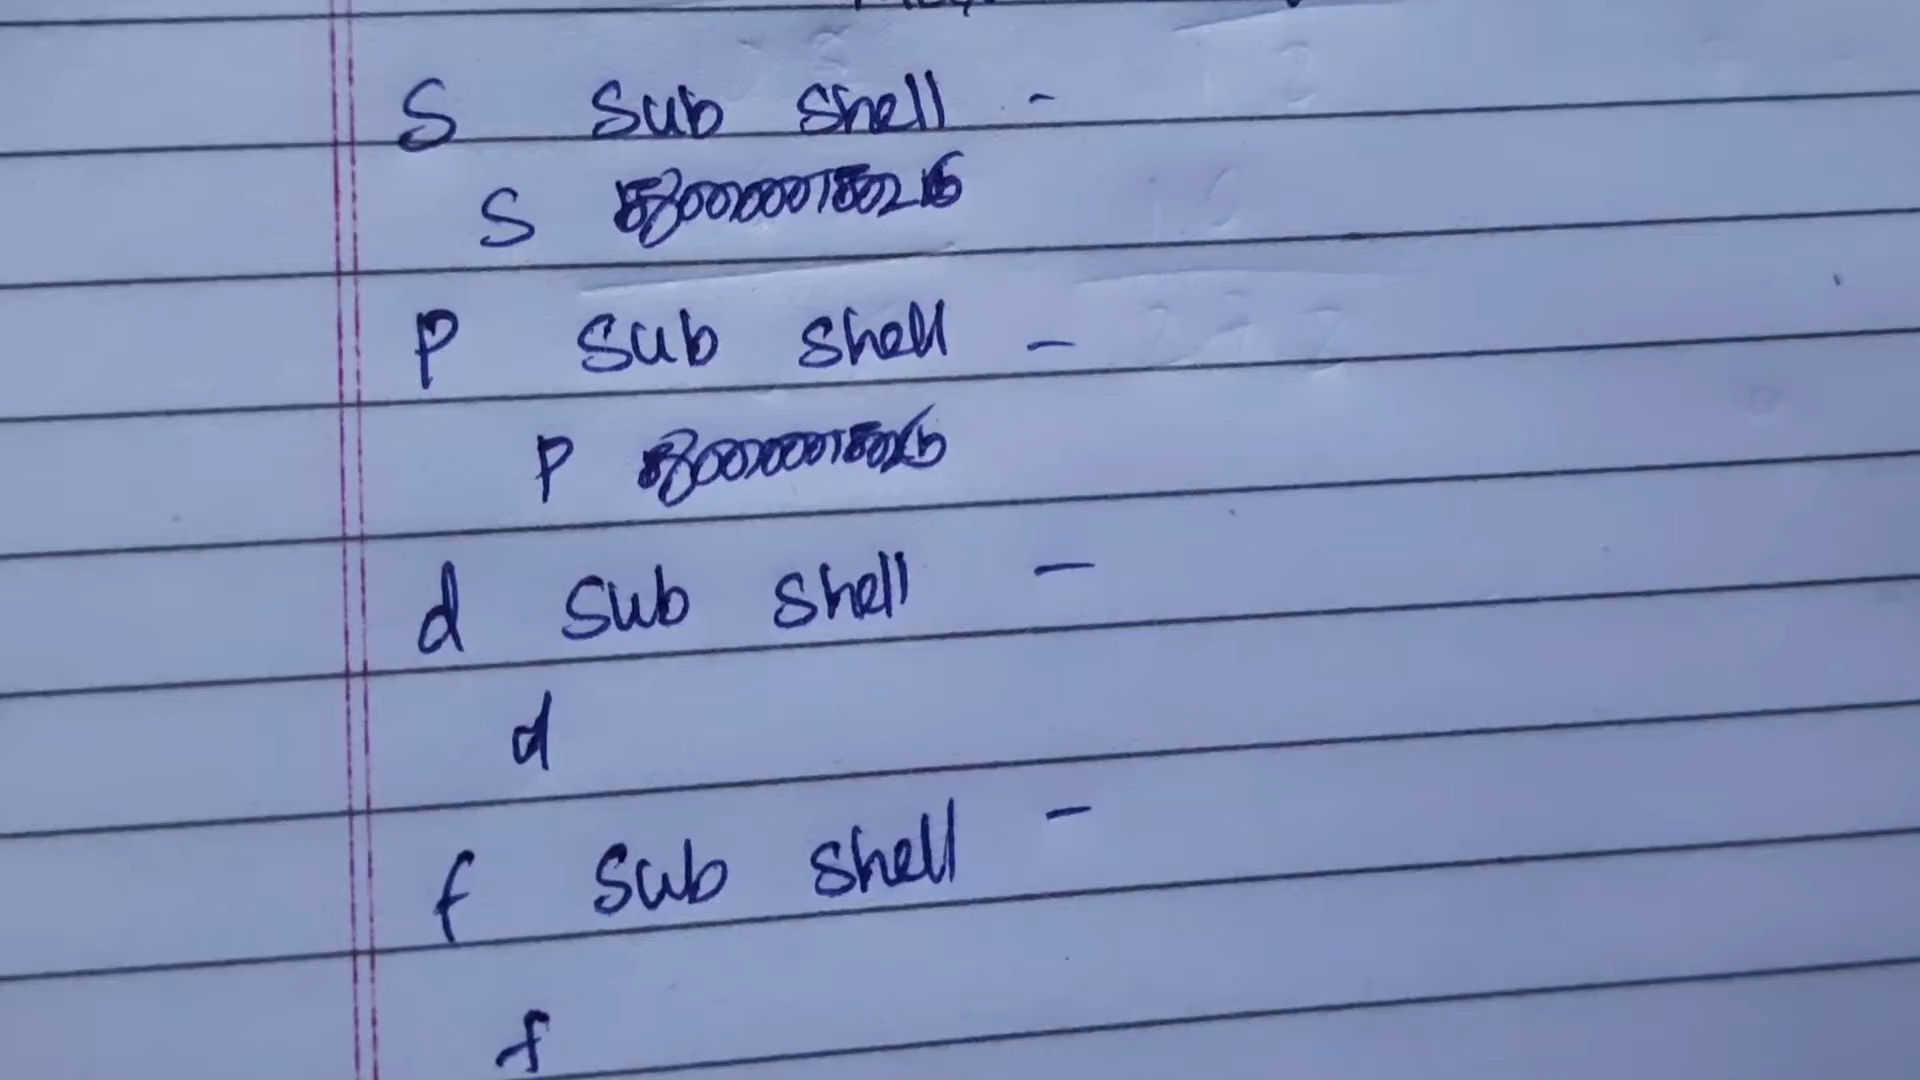 S sub shell -
S
P sub shell -
P
d sub shell -
d
f sub shell -
f